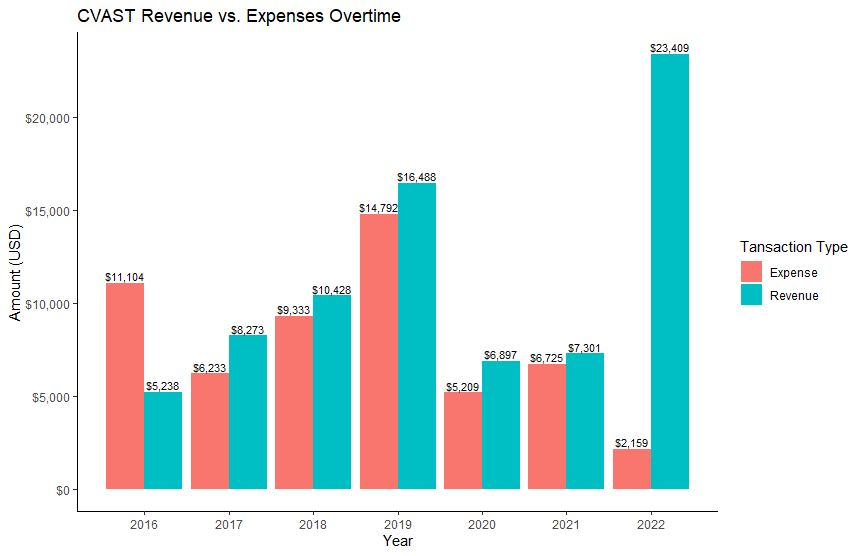 CVAST Revenue vs. Expenses Overtime
$23,409
$20,000
$16,488
$15,000
$14,792
$11,104
$10,428
$10,000
$9,333
$8,273
$7,301
$6,897
$6,725
$6,233
$5,238
$5,209
$5,000
$2,159
$0
Amount (USD)
2016 2017 2018 2019 2020 2021 2022
Year
Tansaction Type
Expense
Revenue